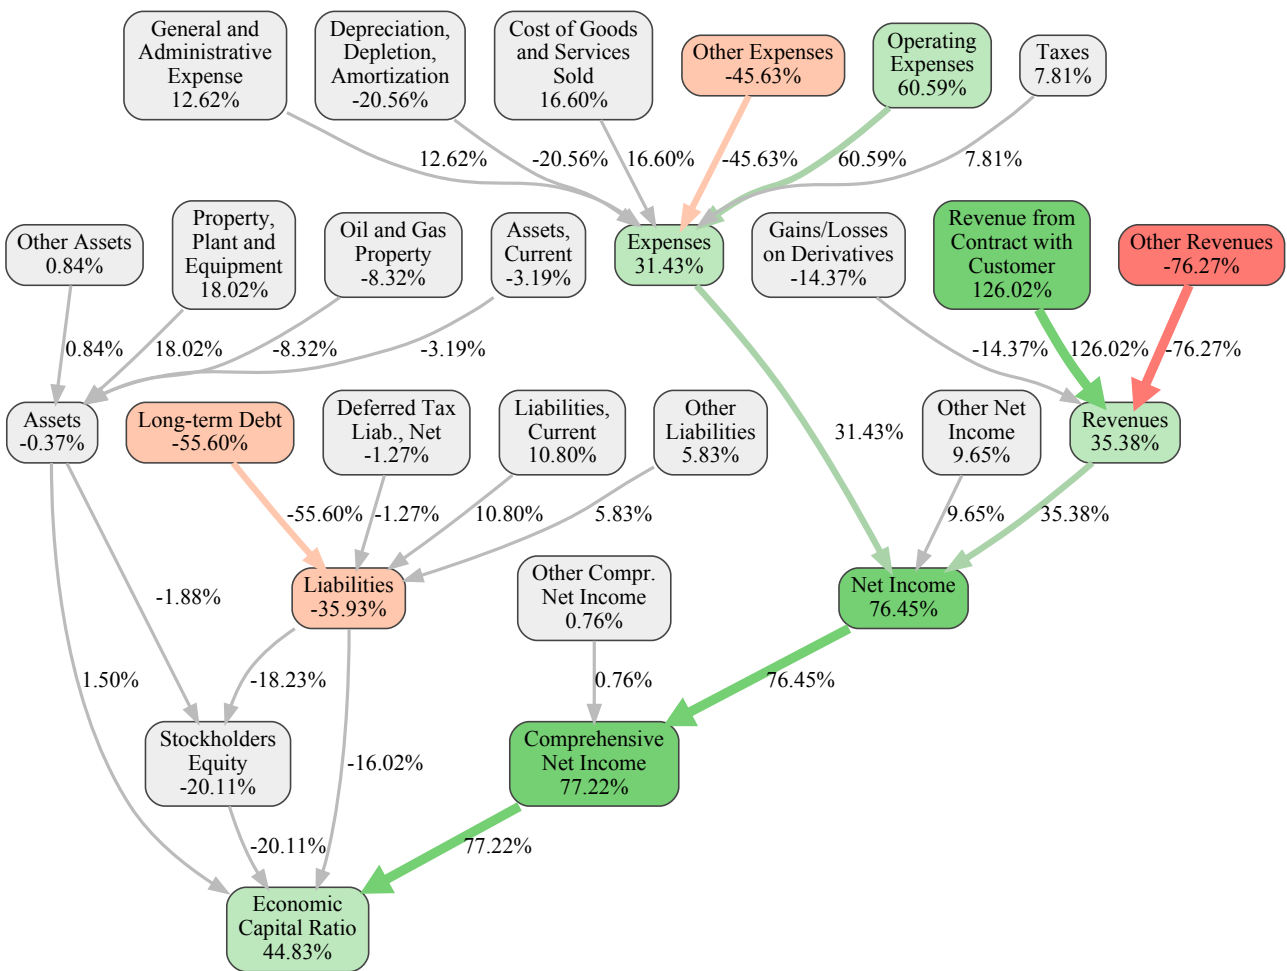 General and
Administrative
Expense
12.62%
Depreciation,
Depletion,
Amortization
-20.56%
Cost of Goods
and Services
Sold
16.60%
Other Expenses
-45.63%
Operating
Expenses
60.59%
Taxes
7.81%
12.62%
-20.56%
16.60%
-45.63%
60.59%
7.81%
Other Assets
0.84%
Property,
Plant and
Equipment
18.02%
Oil and Gas
Property
-8.32%
Assets,
Current
-3.19%
Expenses
31.43%
Gains/Losses
on Derivatives
-14.37%
Revenue from
Contract with
Customer
126.02%
Other Revenues
-76.27%
0.84%
18.02%
-8.32%
-3.19%
-14.37%
126.02%
-76.27%
Assets
-0.37%
Long-term Debt
-55.60%
Deferred Tax
Liab., Net
-1.27%
Liabilities,
Current
10.80%
Other
Liabilities
5.83%
31.43%
Other Net
Income
9.65%
Revenues
35.38%
-55.60%
-1.27%
10.80%
5.83%
9.65%
35.38%
Liabilities
-35.93%
Other Compr.
Net Income
0.76%
Net Income
76.45%
-1.88%
1.50%
-18.23%
0.76%
76.45%
Stockholders
Equity
-20.11%
-16.02%
Comprehensive
Net Income
77.22%
-20.11%
77.22%
Economic
Capital Ratio
44.83%